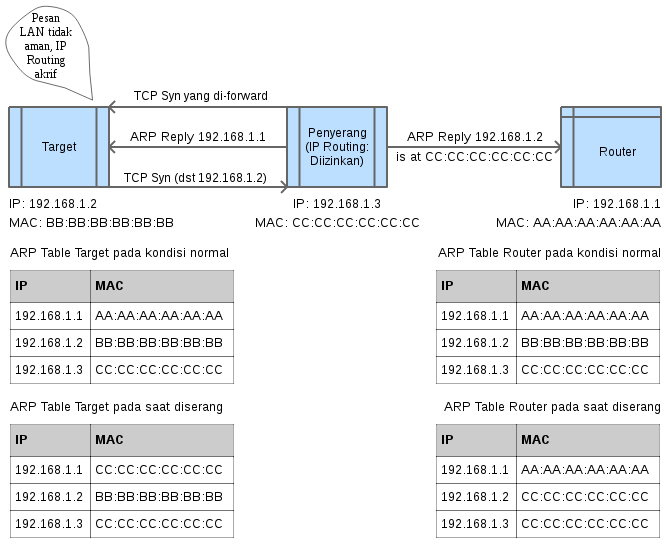 Pesan
LAN tidak
aman, IP
Routing
akrif
TCP Syn yang di-forward
Target
ARP Reply 192.168.1.1
Penyerang
(IP Routing:
Diizinkan)
ARP Reply 192.168.1.2
is at CC:CC:CC:CC:CC:CC
Router
TCP Syn (dst 192.168.1.2)
IP: 192.168.1.2
MAC: BB:BB:BB:BB:BB:BB
IP: 192.168.1.3
MAC: CC:CC:CC:CC:CC:CC
IP: 192.168.1.1
MAC: AA:AA:AA:AA:AA:AA
ARP Table Target pada kondisi normal
IP MAC
192.168.1.1 AA:AA:AA:AA:AA:AA
192.168.1.2 BB:BB:BB:BB:BB:BB
192.168.1.3 CC:CC:CC:CC:CC:CC
ARP Table Router pada kondisi normal
IP MAC
192.168.1.1 AA:AA:AA:AA:AA:AA
192.168.1.2 BB:BB:BB:BB:BB:BB
192.168.1.3 CC:CC:CC:CC:CC:CC
ARP Table Target pada saat diserang
IP MAC
192.168.1.1 CC:CC:CC:CC:CC:CC
192.168.1.2 BB:BB:BB:BB:BB:BB
192.168.1.3 CC:CC:CC:CC:CC:CC
ARP Table Router pada saat diserang
IP MAC
192.168.1.1 AA:AA:AA:AA:AA:AA
192.168.1.2 CC:CC:CC:CC:CC:CC
192.168.1.3 CC:CC:CC:CC:CC:CC